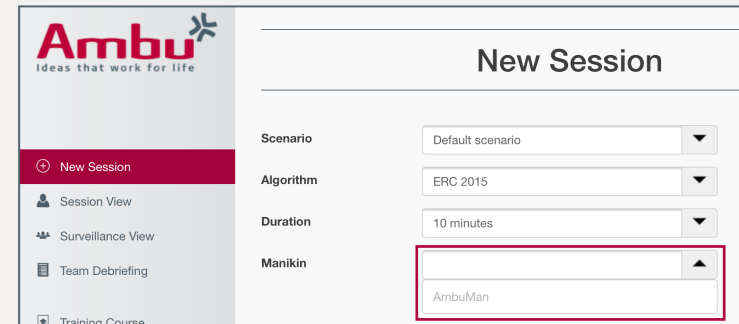 Ambu
Ideas that work for life
New Session
Session View
Surveillance View
Team Debriefing
Training Course
New Session
Scenario
Default scenario
Algorithm
ERC 2015
Duration
10 minutes
Manikin
AmbuMan